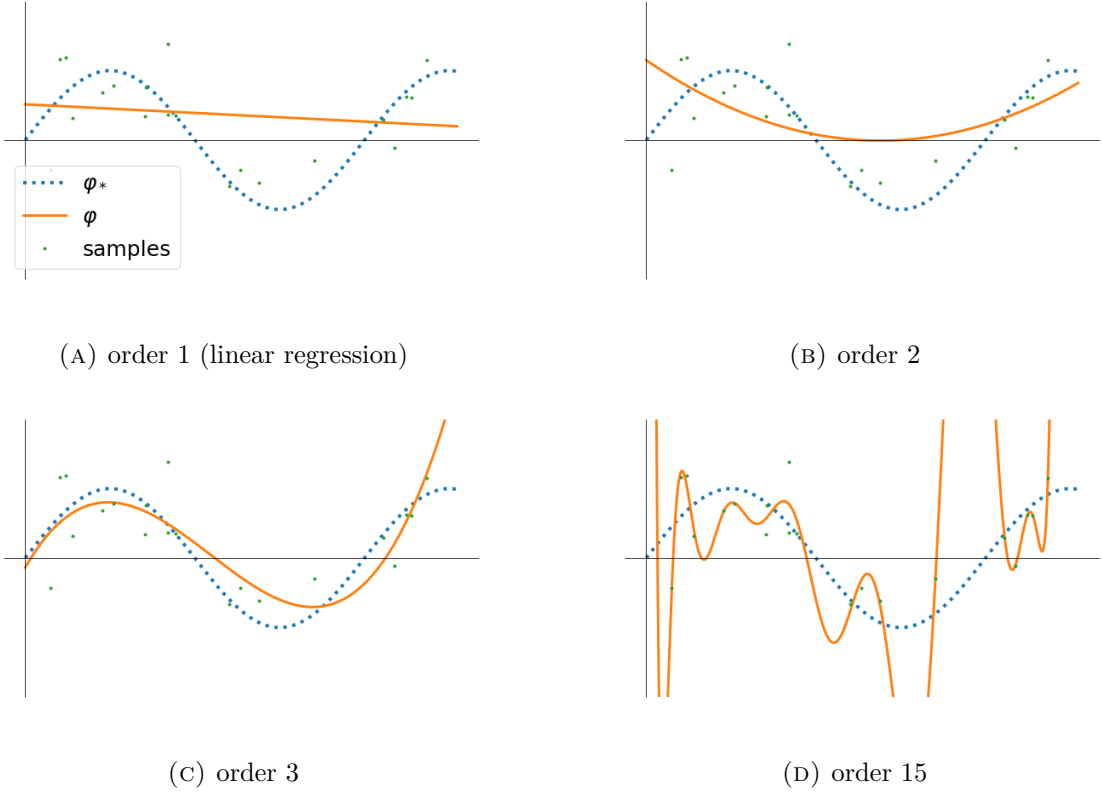 φ*
φ
samples
(A) order 1 (linear regression)
(B) order 2
(C) order 3
(D) order 15